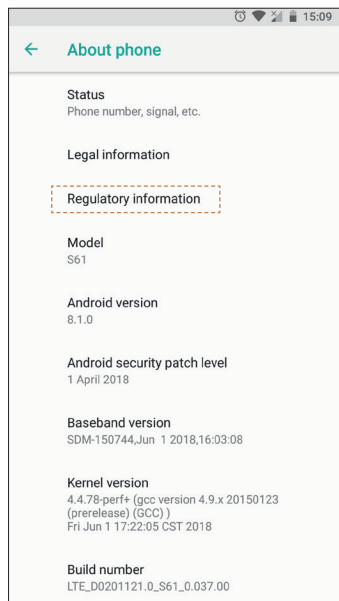 15:09
About phone
Status
Phone number, signal, etc.
Legal information
Regulatory information
Model
S61
Android version
8.1.0
Android security patch level
1 April 2018
Baseband version
SDM-150744,Jun  1 2018,16:03:08
Kernel version
4.4.78-perf+ (gcc version 4.9.x 20150123
(prerelease) (GCC) )
Fri Jun 1 17:22:05 CST 2018
Build number
LTE_D0201121.0_S61_0.037.00